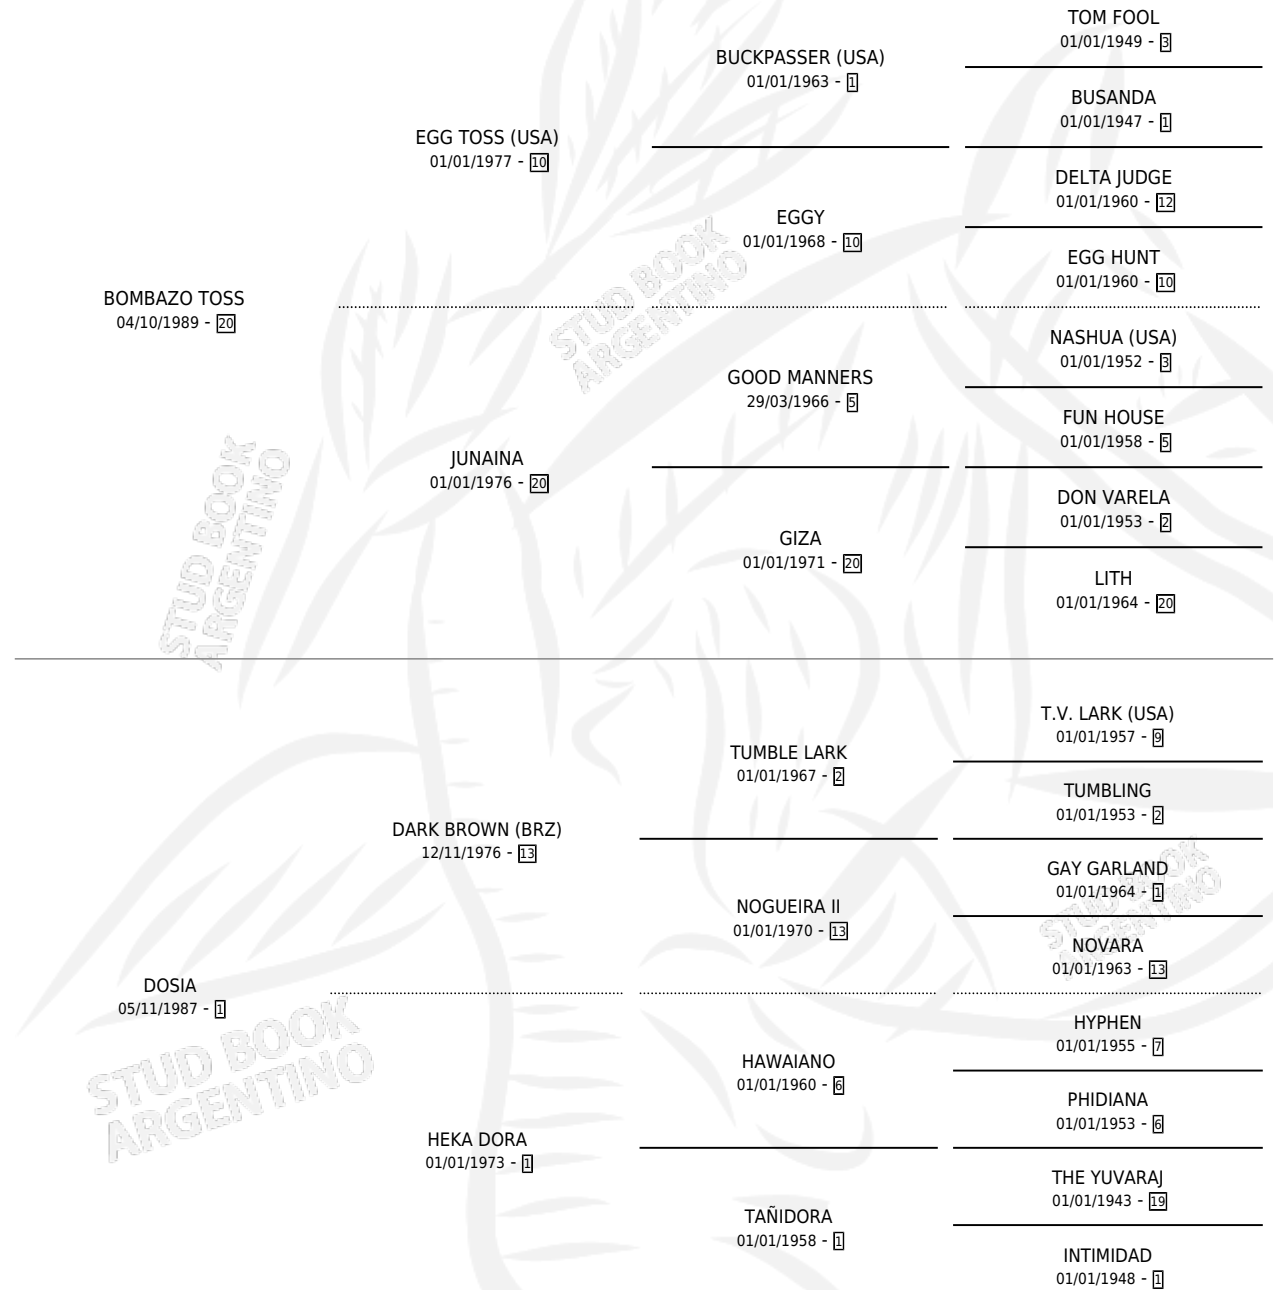 TOM FOOL
01/01/1949 - 3
BUCKPASSER (USA)
01/01/1963 - 1
BUSANDA
01/01/1947 - 1
EGG TOSS (USA)
01/01/1977 - 10
DELTA JUDGE
01/01/1960 - 12
EGGY
01/01/1968 - 10
EGG HUNT
01/01/1960 - 10
BOMBAZO TOSS
04/10/1989 - 20
NASHUA (USA)
01/01/1952 - 3
GOOD MANNERS
29/03/1966 - 5
FUN HOUSE
01/01/1958 - 5
JUNAINA
01/01/1976 - 20
DON VARELA
01/01/1953 - 2
GIZA
01/01/1971 - 20
LITH
01/01/1964 - 20
T.V. LARK (USA)
01/01/1957 - 9
TUMBLE LARK
01/01/1967 - 2
TUMBLING
01/01/1953 - 2
DARK BROWN (BRZ)
12/11/1976 - 13
GAY GARLAND
01/01/1964 - 1
NOGUEIRA II
01/01/1970 - 13
NOVARA
01/01/1963 - 13
DOSIA
05/11/1987 - 1
HYPHEN
01/01/1955 - 7
HAWAIANO
01/01/1960 - 6
PHIDIANA
01/01/1953 - 6
HEKA DORA
01/01/1973 - 1
THE YUVARAJ
01/01/1943 - 19
TAÑIDORA
01/01/1958 - 1
INTIMIDAD
01/01/1948 - 1
STUD BOOK
ARGENTINO
STUD BOOK
ARGENTINO
STUD BOOK
ARGENTINO
STUD BOOK
ARGENTINO